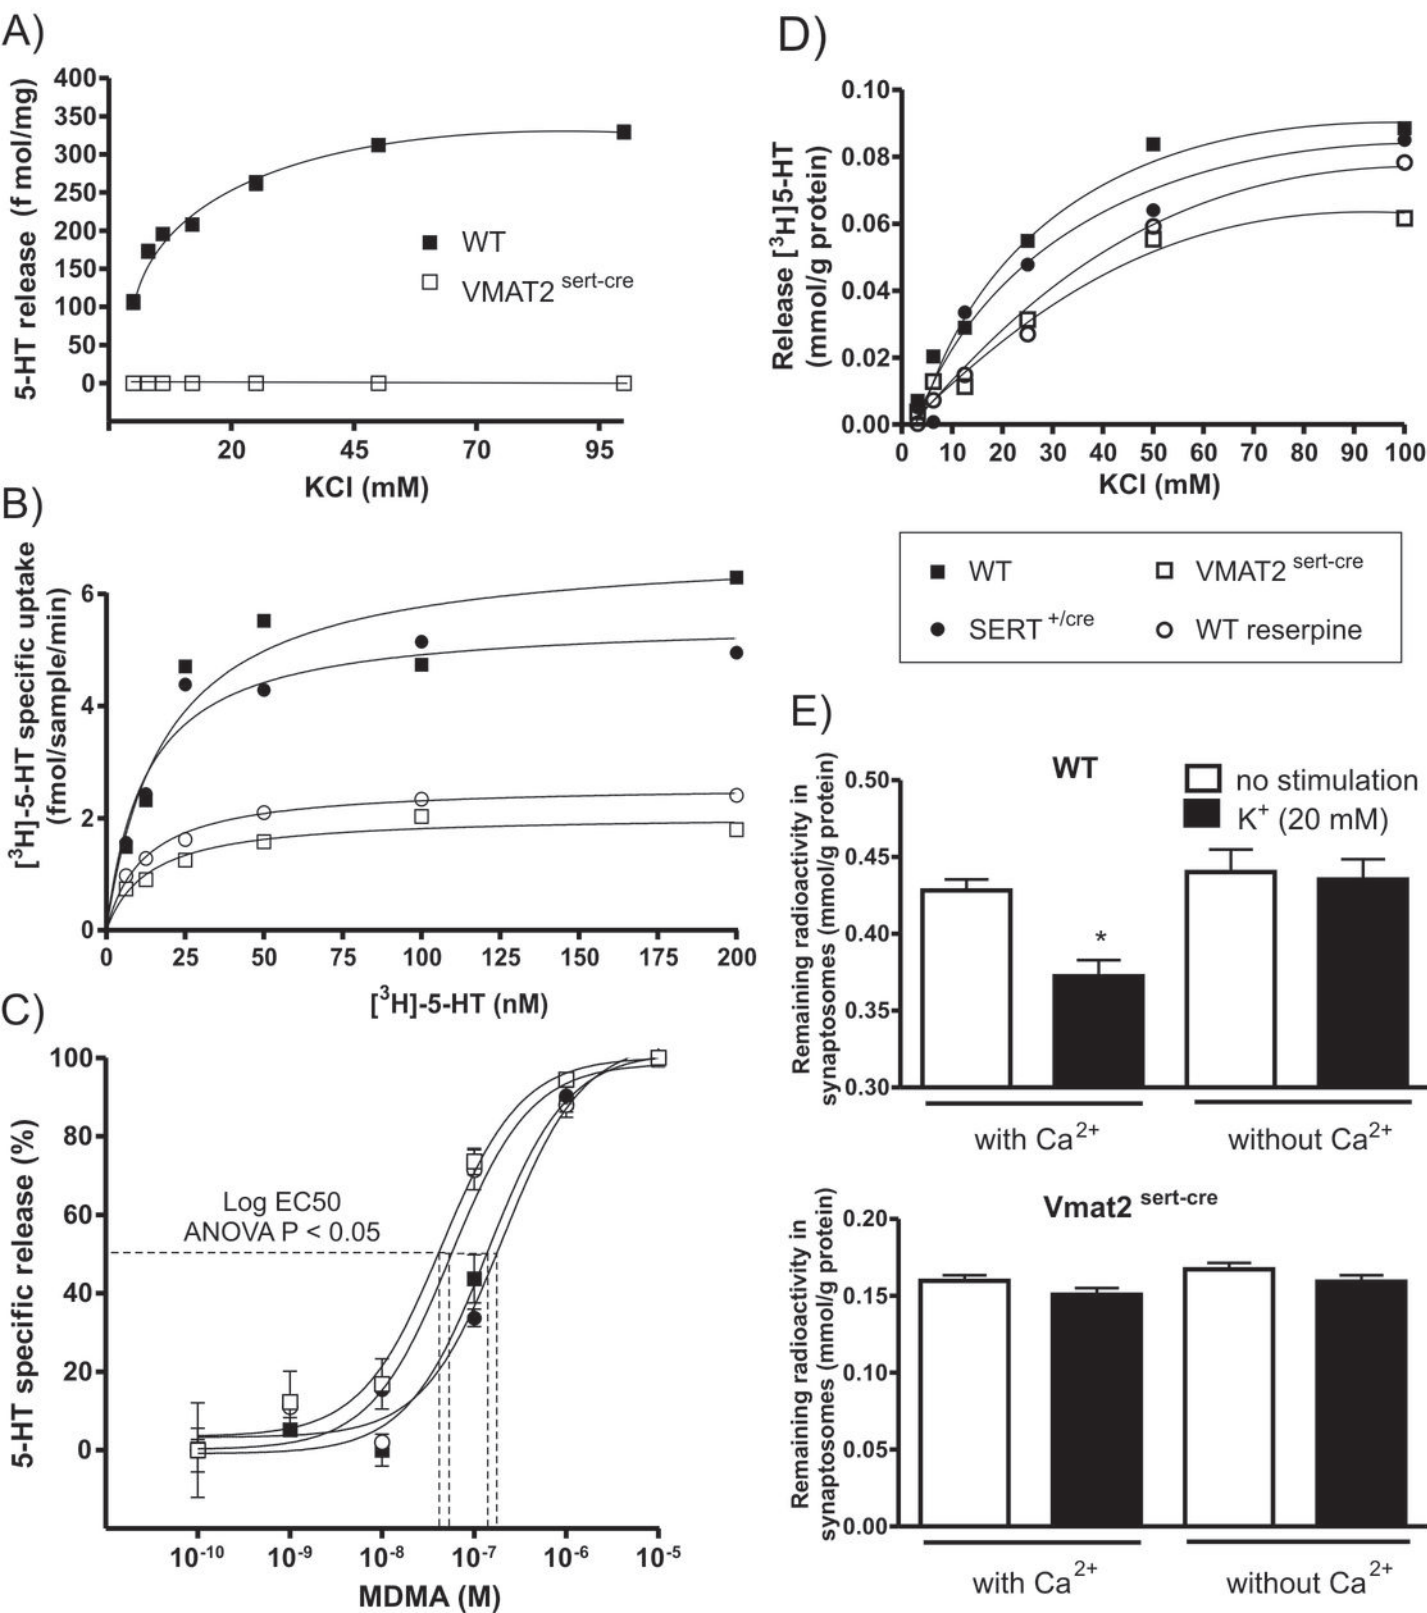 A)
5-HT release (f mol/mg)
400
350
300
250
200
150
100
50
0
WT
VMAT2 sert-cre
20 45 70 95
KCl (mM)
B)
[3H]-5-HT specific uptake
(fmol/sample/min)
6
4
2
0
0 25 50 75 100 125 150 175 200
[3H]-5-HT (nM)
C)
5-HT specific release (%)
100
80
60
40
20
0
Log EC50
ANOVA P < 0.05
10-10 10-9 10-8 10-7 10-6 10-5
MDMA (M)
D)
Release [3H]5-HT
(mmol/g protein)
0.10
0.08
0.06
0.04
0.02
0.00
0 10 20 30 40 50 60 70 80 90 100
KCl (mM)
WT
VMAT2 sert-cre
SERT +/cre
WT reserpine
E)
WT
no stimulation
K+ (20 mM)
Remaining radioactivity in
synaptosomes (mmol/g protein)
0.50
0.45
0.40
0.35
0.30
*
with Ca2+
without Ca2+
Vmat2 sert-cre
Remaining radioactivity in
synaptosomes (mmol/g protein)
0.20
0.15
0.10
0.05
0.00
with Ca2+
without Ca2+